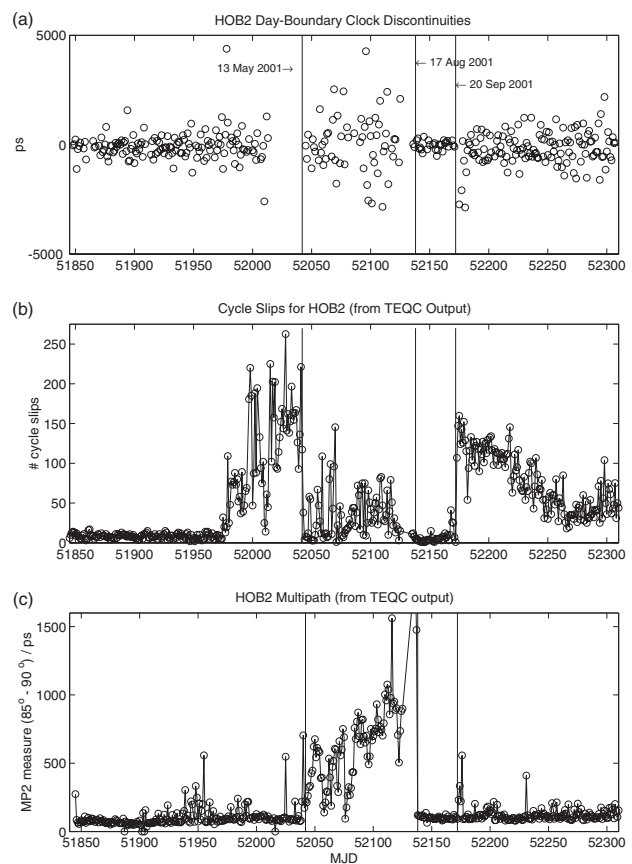 (a)
HOB2 Day-Boundary Clock Discontinuities
5000
0
-5000
ps
13 May 2001→
← 17 Aug 2001
←20 Sep 2001
51850 51900 51950 52000 52050 52100 52150 52200 52250 52300
(b)
Cycle Slips for HOB2 (from TEQC Output)
250
200
150
100
50
0
# cycle slips
51850 51900 51950 52000 52050 52100 52150 52200 52250 52300
(c)
HOB2 Multipath (from TEQC output)
1500
1000
500
0
MP2 measure (85° - 90°) / ps
51850 51900 51950 52000 52050 52100 52150 52200 52250 52300
MJD